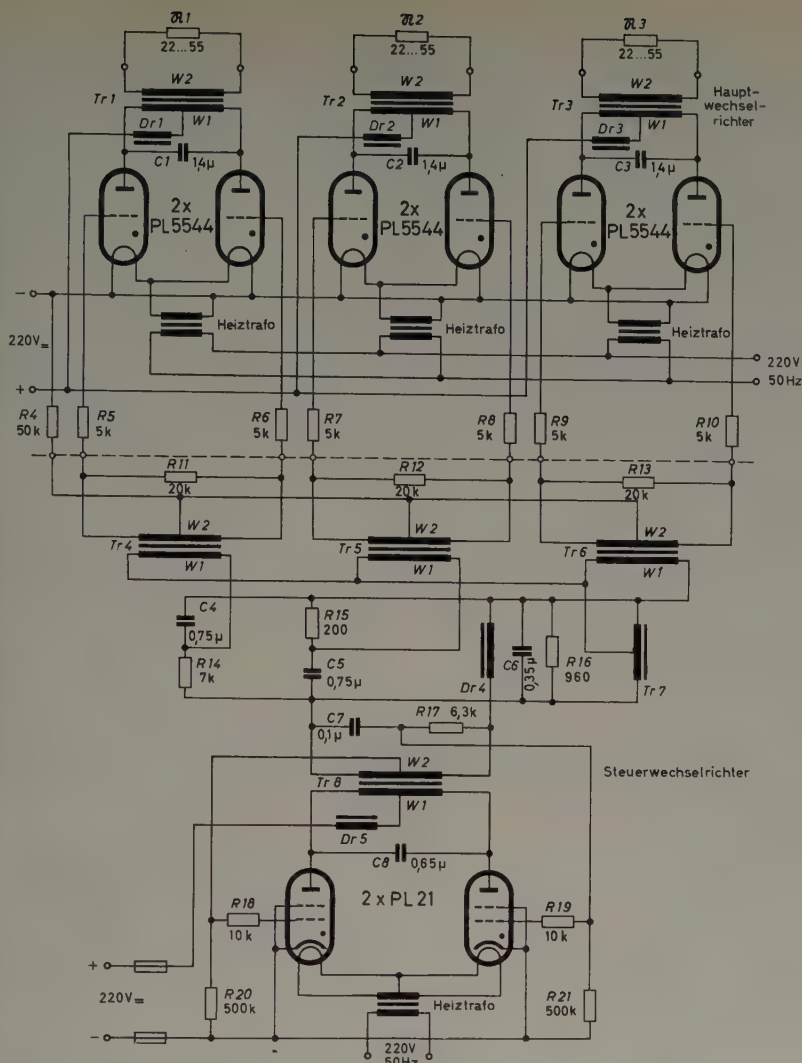 ℜ1
22...55
ℜ2
22...55
ℜ3
22...55
W2
Tr1
W1
Dr1
C1
1,4µ
W2
Tr2
W1
Dr2
C2
1,4µ
W2
Tr3
W1
Dr3
C3
1,4µ
Haupt-
wechsel-
richter
2x
PL5544
2x
PL5544
2x
PL5544
-
Heiztrafo
Heiztrafo
Heiztrafo
220V=
+
220V
50Hz
R4
50k
R5
5k
R6
5k
R7
5k
R8
5k
R9
5k
R10
5k
R11
20k
R12
20k
R13
20k
W2
Tr4
W1
W2
Tr5
W1
W2
Tr6
W1
C4
0,75µ
R14
7k
R15
200
C5
0,75µ
Dr4
C6
0,35µ
R16
960
Tr7
C7
0,1µ
R17 6,3k
W2
Tr8
W1
Steuerwechselrichter
Dr5
C8
0,65µ
R18
10k
2 x PL21
R19
10k
+
220V=
R20
500k
Heiztrafo
R21
500k
-
220V
50Hz